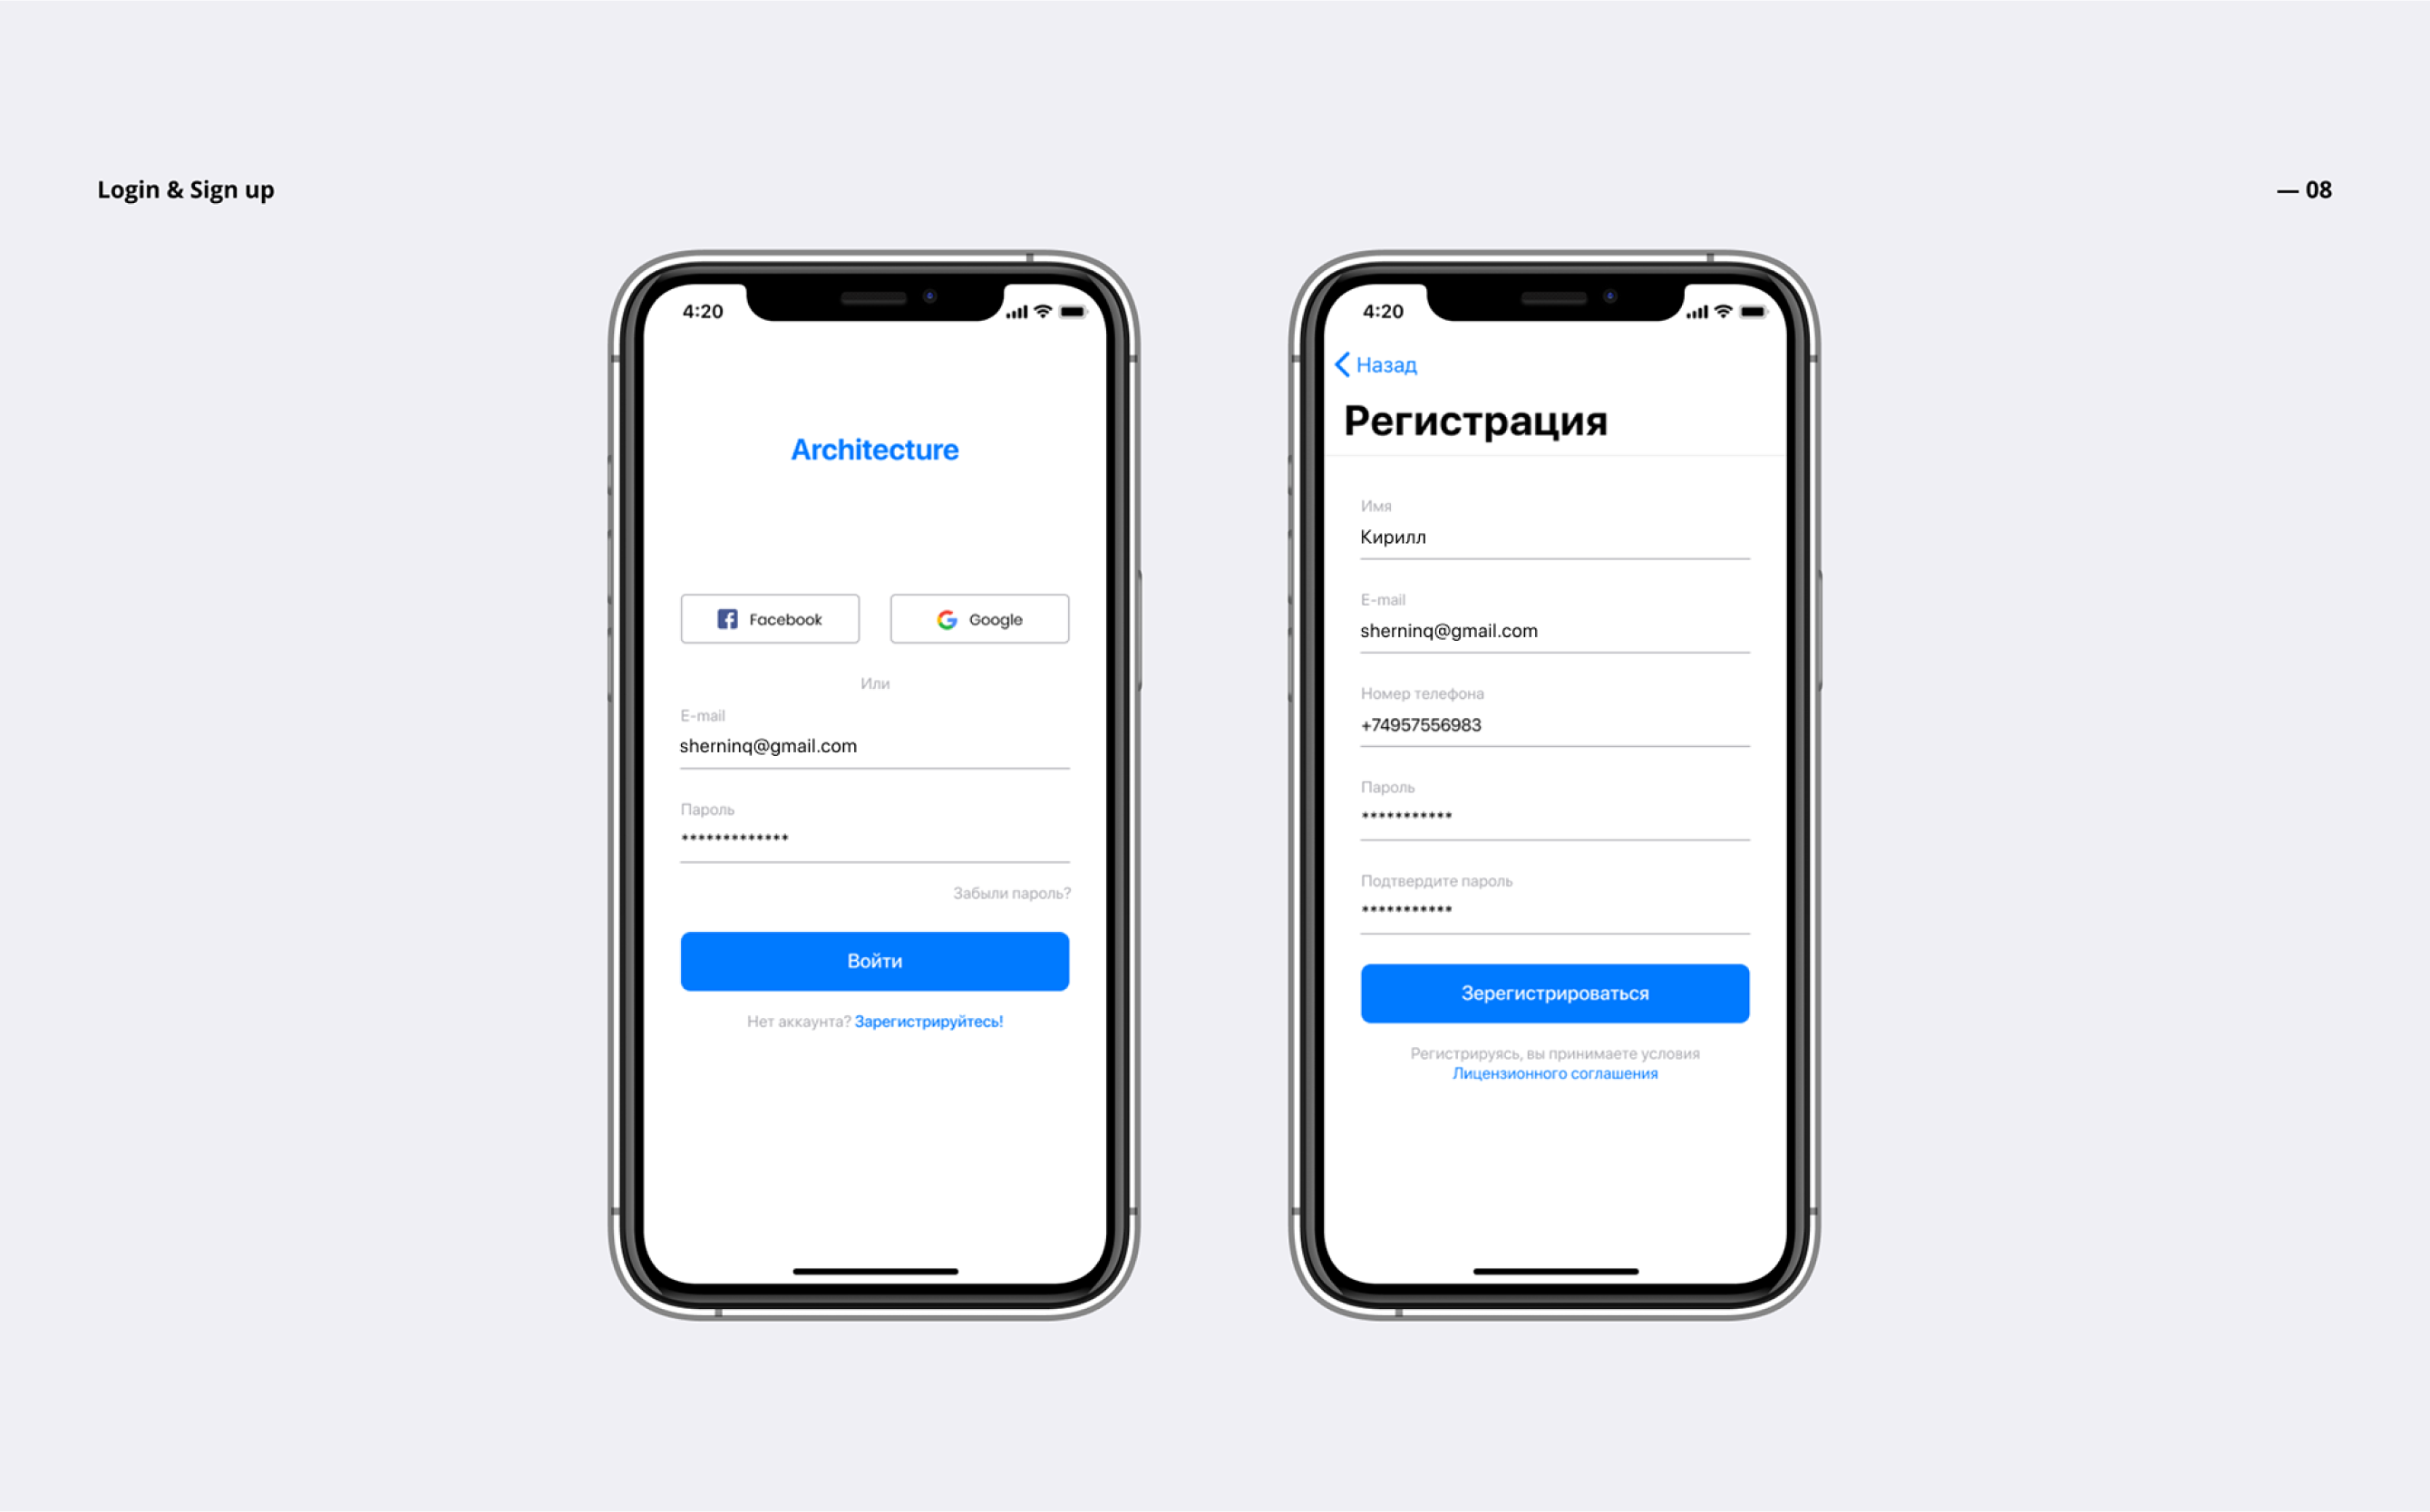 Login & Sign up
— 08
4:20
Architecture
Facebook
Google
Или
E-mail
sherninq@gmail.com
Пароль
*************
Забыли пароль?
Войти
Нет аккаунта? Зарегистрируйтесь!
4:20
Назад
Регистрация
Имя
Кирилл
E-mail
sherninq@gmail.com
Номер телефона
+74957556983
Пароль
***********
Подтвердите пароль
***********
Зерегистрироваться
Регистрируясь, вы принимаете условия
Лицензионного соглашения